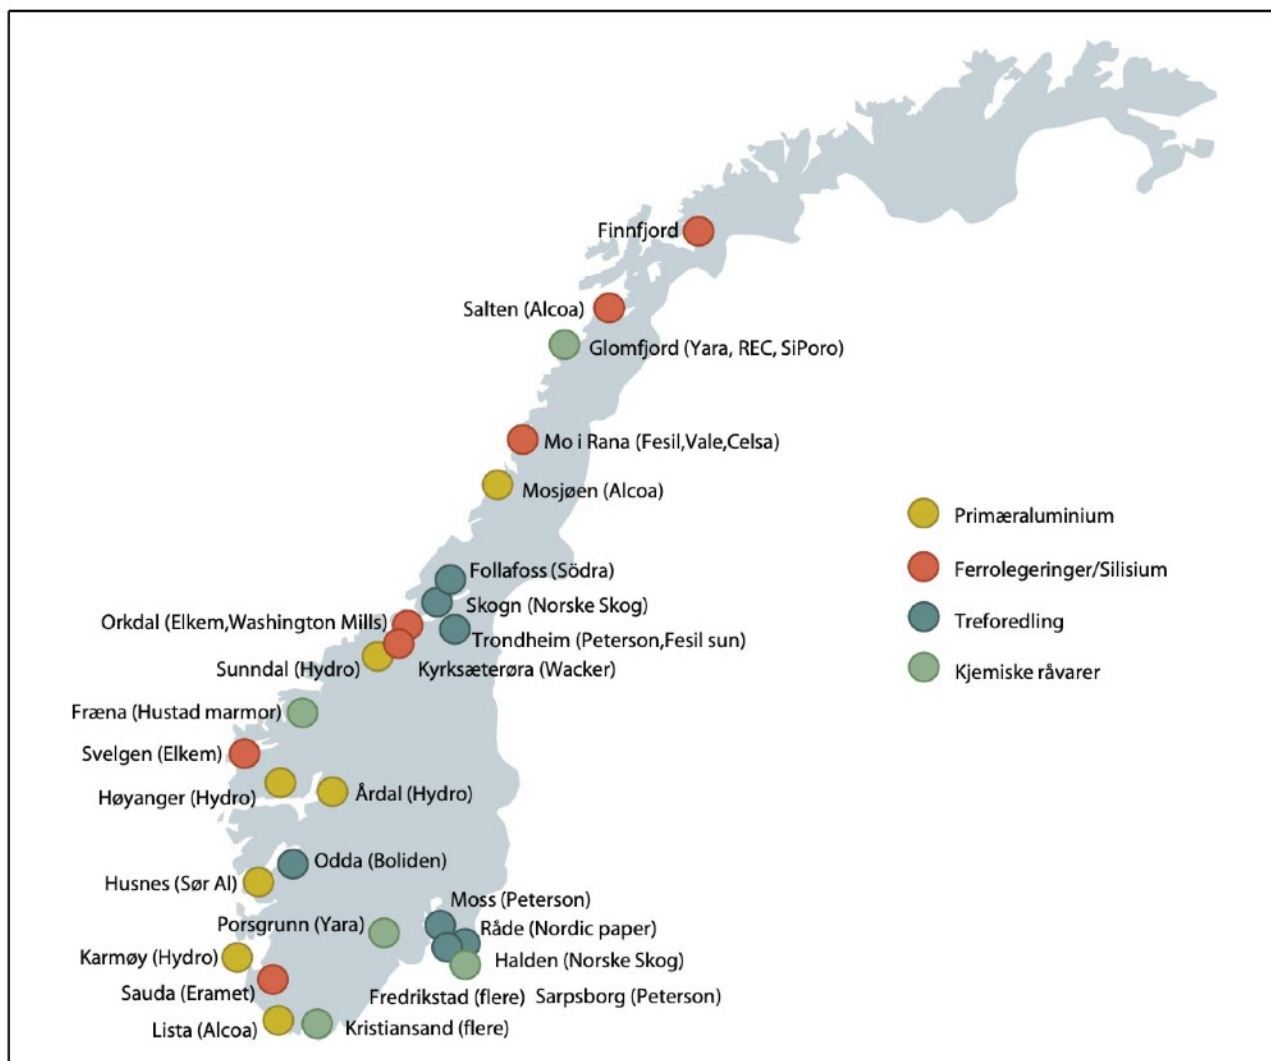 Finnfjord
Salten (Alcoa)
Glomfjord (Yara, REC, SiPoro)
Mo i Rana (Fesil,Vale,Celsa)
Mosjøen (Alcoa)
Primæraluminium
Ferrolegeringer/Silisium
Treforedling
Kjemiske råvarer
Follafoss (Södra)
Skogn (Norske Skog)
Orkdal (Elkem,Washington Mills)
Trondheim (Peterson,Fesil sun)
Sunndal (Hydro)
Kyrksæterøra (Wacker)
Fræna (Hustad marmor)
Svelgen (Elkem)
Høyanger (Hydro)
Årdal (Hydro)
Odda (Boliden)
Husnes (Sør Al)
Moss (Peterson)
Porsgrunn (Yara)
Råde (Nordic paper)
Karmøy (Hydro)
Halden (Norske Skog)
Sauda (Eramet)
Fredrikstad (flere)
Sarpsborg (Peterson)
Lista (Alcoa)
Kristiansand (flere)